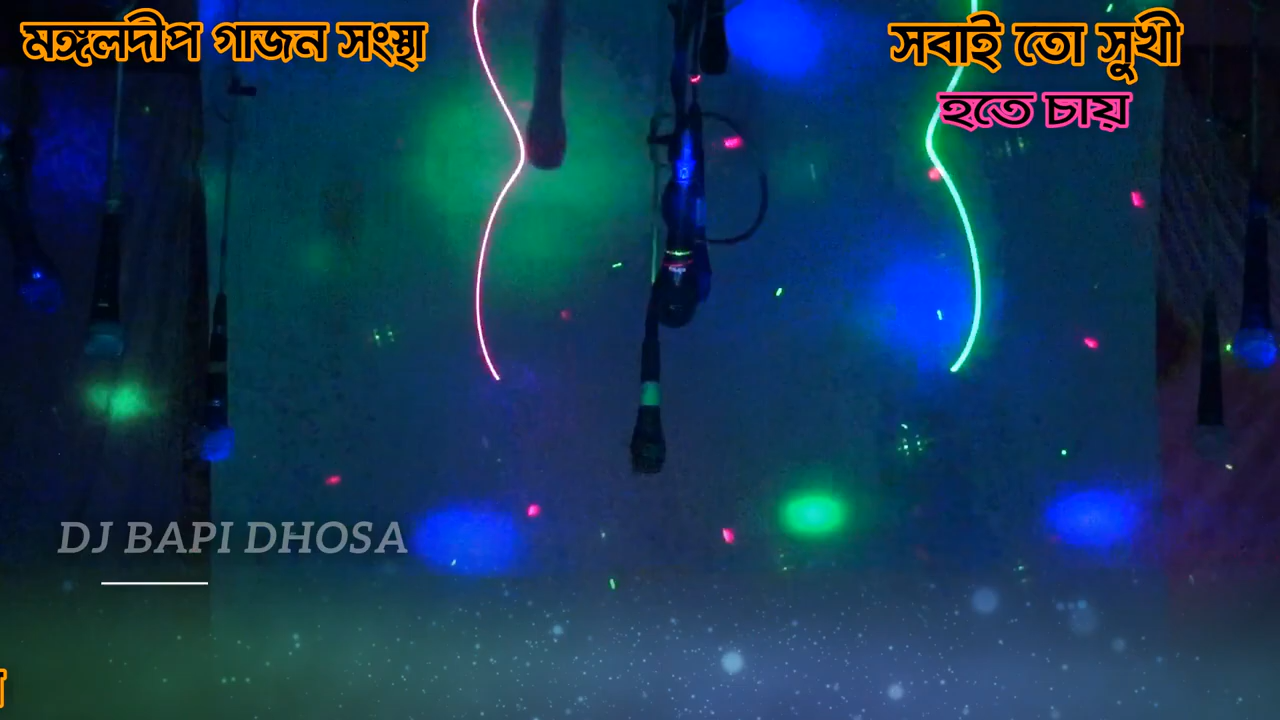 মঙ্গলদীপ গাজন সংস্থা
সবাই তো সুখী
হতে চায়
DJ BAPI DHOSA